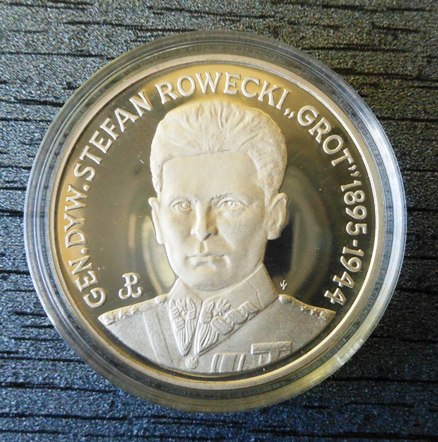 GEN. DYW. STEFAN ROWECKI „GROT” 1895-1944